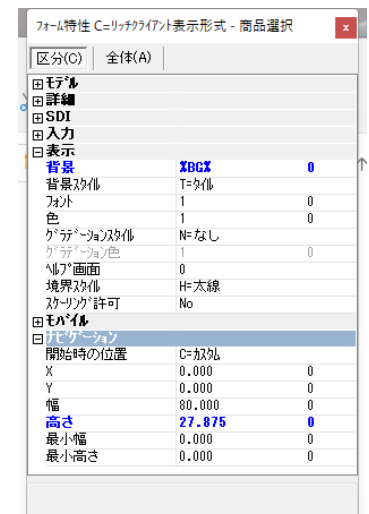 ﾌｫｰﾑ特性 C=ﾘｯﾁｸﾗｲｱﾝﾄ表示形式 - 商品選択 x
区分(C) 全体(A)
ﾓﾃﾞﾙ
詳細
SDI
入力
表示
背景 %BG% 0
背景ｽﾀｲﾙ T=ﾀｲﾙ
ﾌｫﾝﾄ 1 0
色 1 0
ｸﾞﾗﾃﾞｰｼｮﾝｽﾀｲﾙ N=なし
ｸﾞﾗﾃﾞｰｼｮﾝ色 1 0
ﾍﾙﾌﾟ画面 0
境界ｽﾀｲﾙ H=太線
ｽｹｰﾘﾝｸﾞ許可 No
ﾓﾊﾞｲﾙ
ﾅﾋﾞｹﾞｰｼｮﾝ
開始時の位置 C=ｶｽﾀﾑ
X 0.000 0
Y 0.000 0
幅 80.000 0
高さ 27.875 0
最小幅 0.000 0
最小高さ 0.000 0